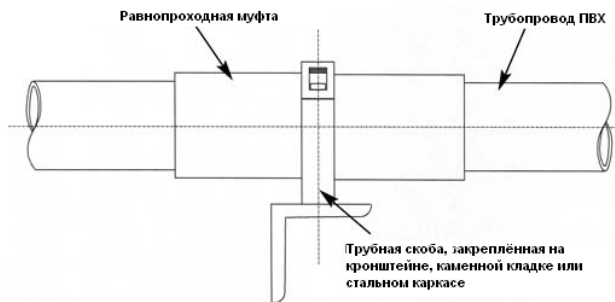 Равнопроходная муфта
Трубопровод ПВХ
Трубная скоба, закреплённая на
кронштейне, каменной кладке или
стальном каркасе